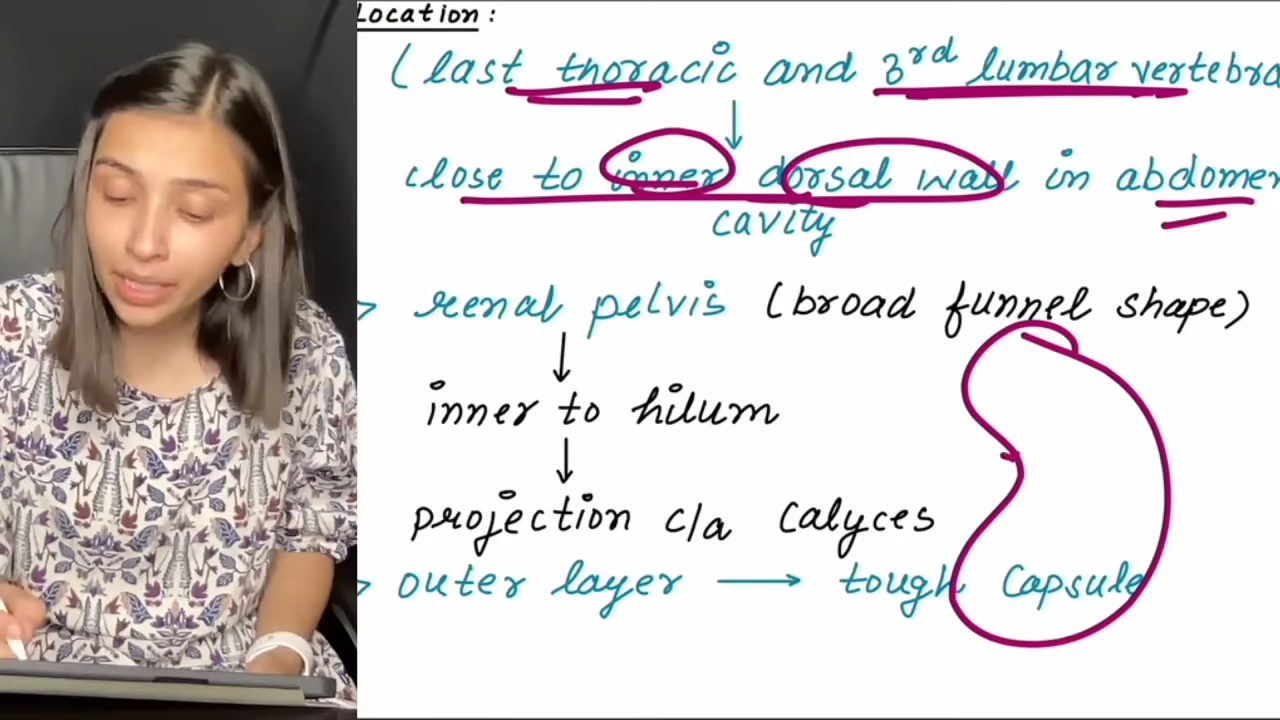 Location :
(last thoracic and 3rd lumbar vertebra
close to inner dorsal wall in abdomen
cavity
> renal pelvis (broad funnel shape)
inner to hilum
projection c/a calyces
> outer layer → tough capsule